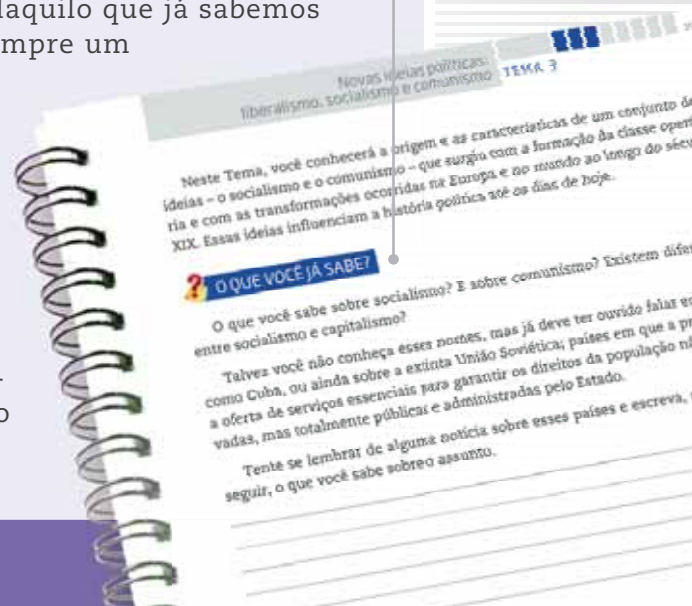 daquilo que já sabemos
mpre um
o
Novas ideias políticas:
liberalismo, socialismo e comunismo
TEMA 3
Neste Tema, você conhecerá a origem e as características de um conjunto de
ideias – o socialismo e o comunismo – que surgiu com a formação da classe operá
ria e com as transformações ocorridas na Europa e no mundo ao longo do sécu
XIX. Essas ideias influenciam a história política até os dias de hoje.
? O QUE VOCÊ JÁ SABE?
O que você sabe sobre socialismo? E sobre comunismo? Existem difer
entre socialismo e capitalismo?
Talvez você não conheça esses nomes, mas já deve ter ouvido falar
como Cuba, ou ainda sobre a extinta União Soviética; países em que a
a oferta de serviços essenciais para garantir os direitos da população
vadas, mas totalmente públicas e administradas pelo Estado.
Tente se lembrar de alguma notícia sobre esses países e escreva,
seguir, o que você sabe sobre o assunto.